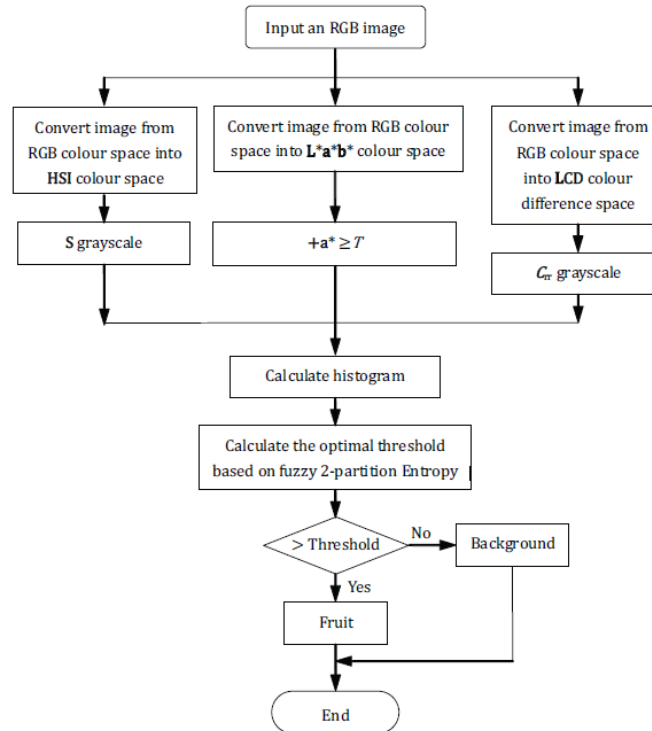 Input an RGB image
Convert image from
RGB colour space into
HSI colour space
Convert image from RGB colour
space into L*a*b* colour space
Convert image from
RGB colour space
into LCD colour
difference space
S grayscale
+a* ≥ T
Crr grayscale
Calculate histogram
Calculate the optimal threshold
based on fuzzy 2-partition Entropy
> Threshold
No
Background
Yes
Fruit
End